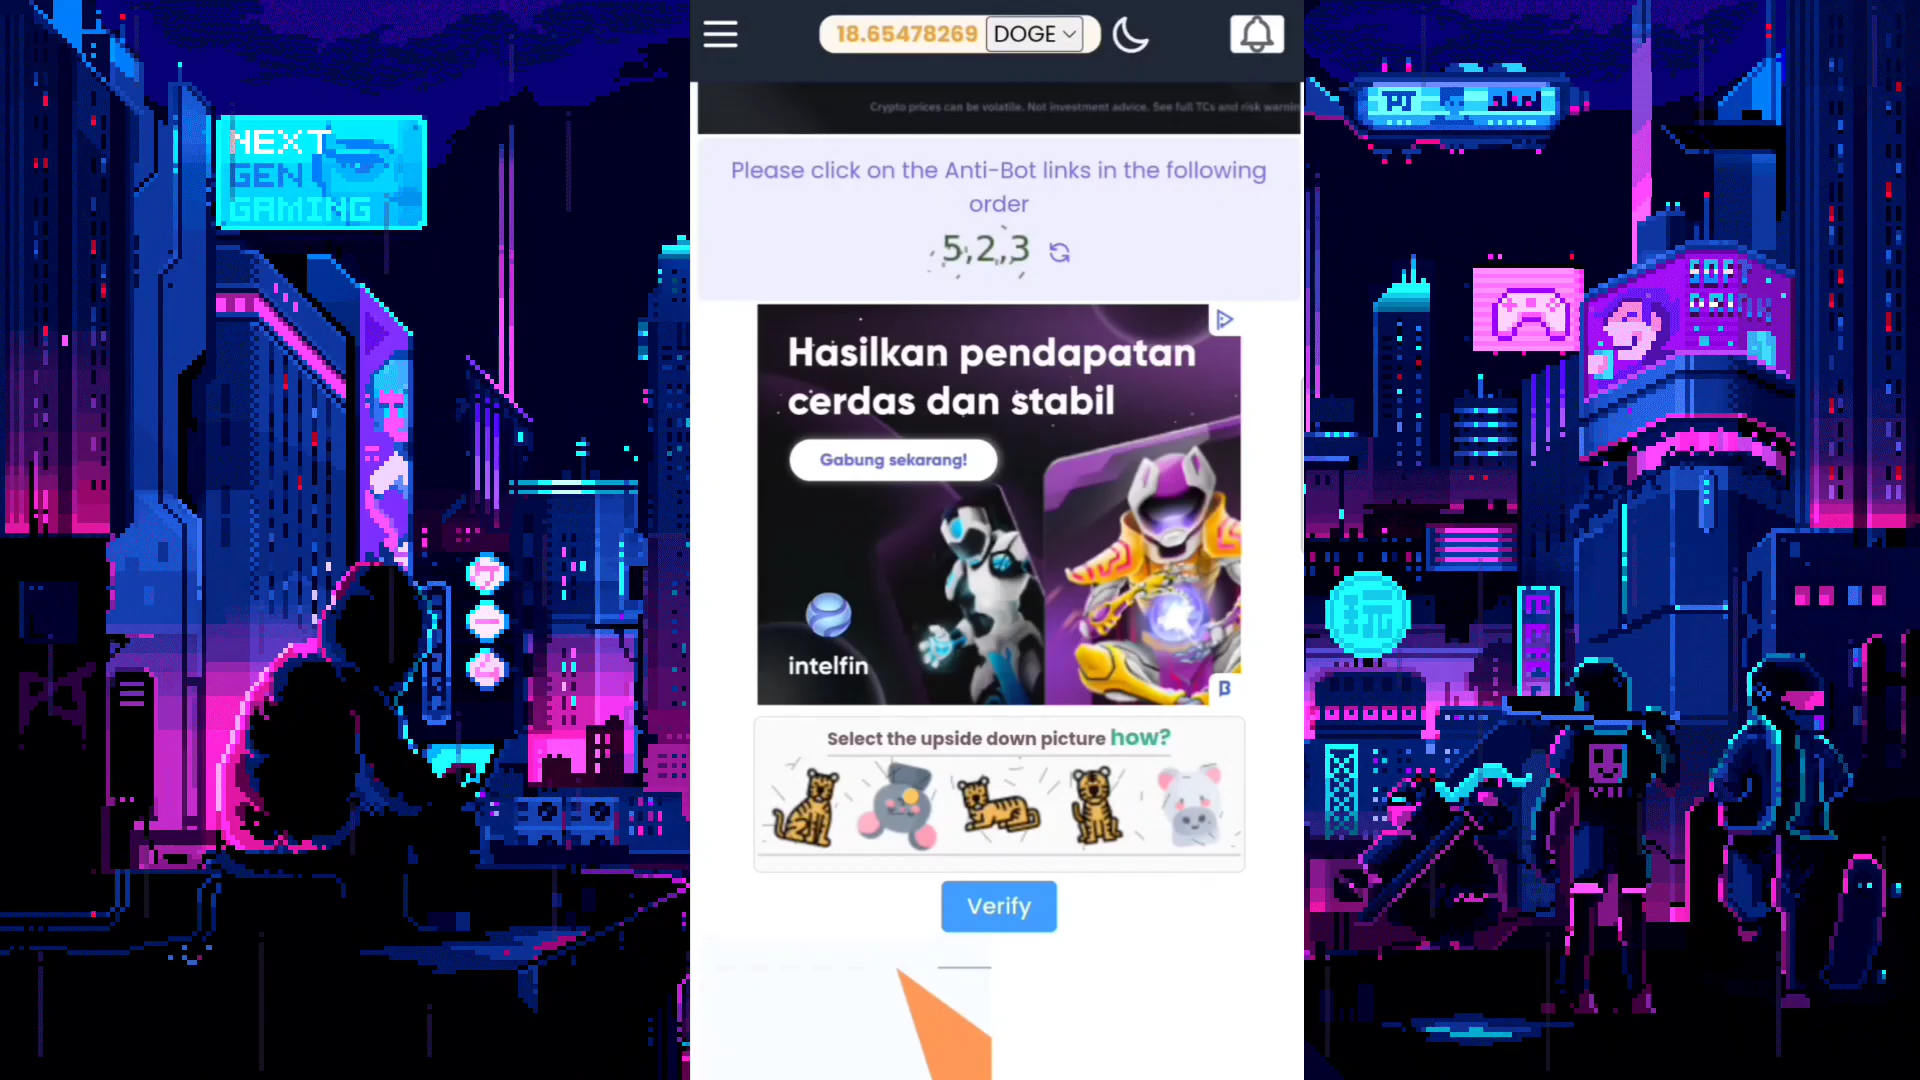 18.65478269 DOGE
Crypto prices can be volatile. Not investment advice. See full TCs and risk warnin
Please click on the Anti-Bot links in the following
order
5,2,3
Hasilkan pendapatan
cerdas dan stabil
Gabung sekarang!
intelfin
Select the upside down picture how?
Verify
NEXT
GEN
GAMING